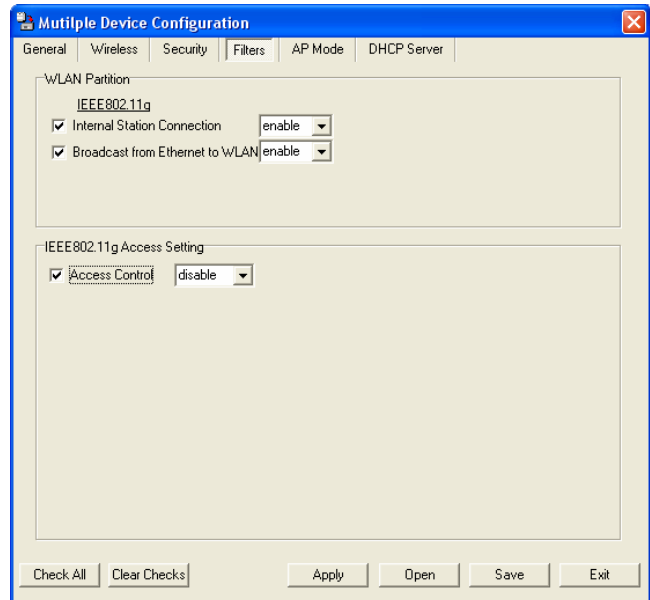 Mutilple Device Configuration
General Wireless Security Filters AP Mode DHCP Server
WLAN Partition
IEEE802.11g
Internal Station Connection enable
Broadcast from Ethernet to WLAN enable
IEEE802.11g Access Setting
Access Control disable
Check All Clear Checks Apply Open Save Exit